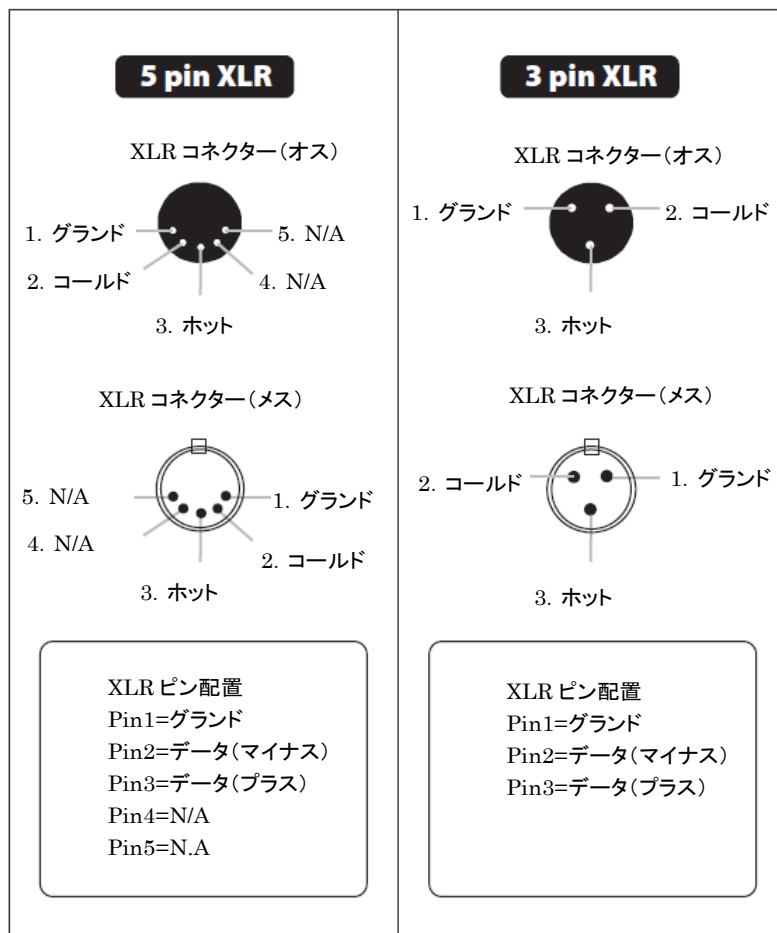 5 pin XLR
XLR コネクター(オス)
1. グランド
5. N/A
2. コールド
4. N/A
3. ホット
XLR コネクター(メス)
5. N/A
1. グランド
4. N/A
2. コールド
3. ホット
XLR ピン配置
Pin1=グランド
Pin2=データ(マイナス)
Pin3=データ(プラス)
Pin4=N/A
Pin5=N.A
3 pin XLR
XLR コネクター(オス)
1. グランド
2. コールド
3. ホット
XLR コネクター(メス)
2. コールド
1. グランド
3. ホット
XLR ピン配置
Pin1=グランド
Pin2=データ(マイナス)
Pin3=データ(プラス)